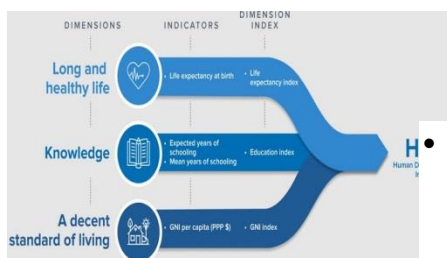 DIMENSIONS
INDICATORS
DIMENSION
INDEX
Long and
healthy life
• Life expectancy at birth
• Life
expectancy index
Knowledge
• Expected years of
schooling
• Mean years of schooling
• Education index
A decent
standard of living
• GNI per capita (PPP $)
• GNI index
H
Human D